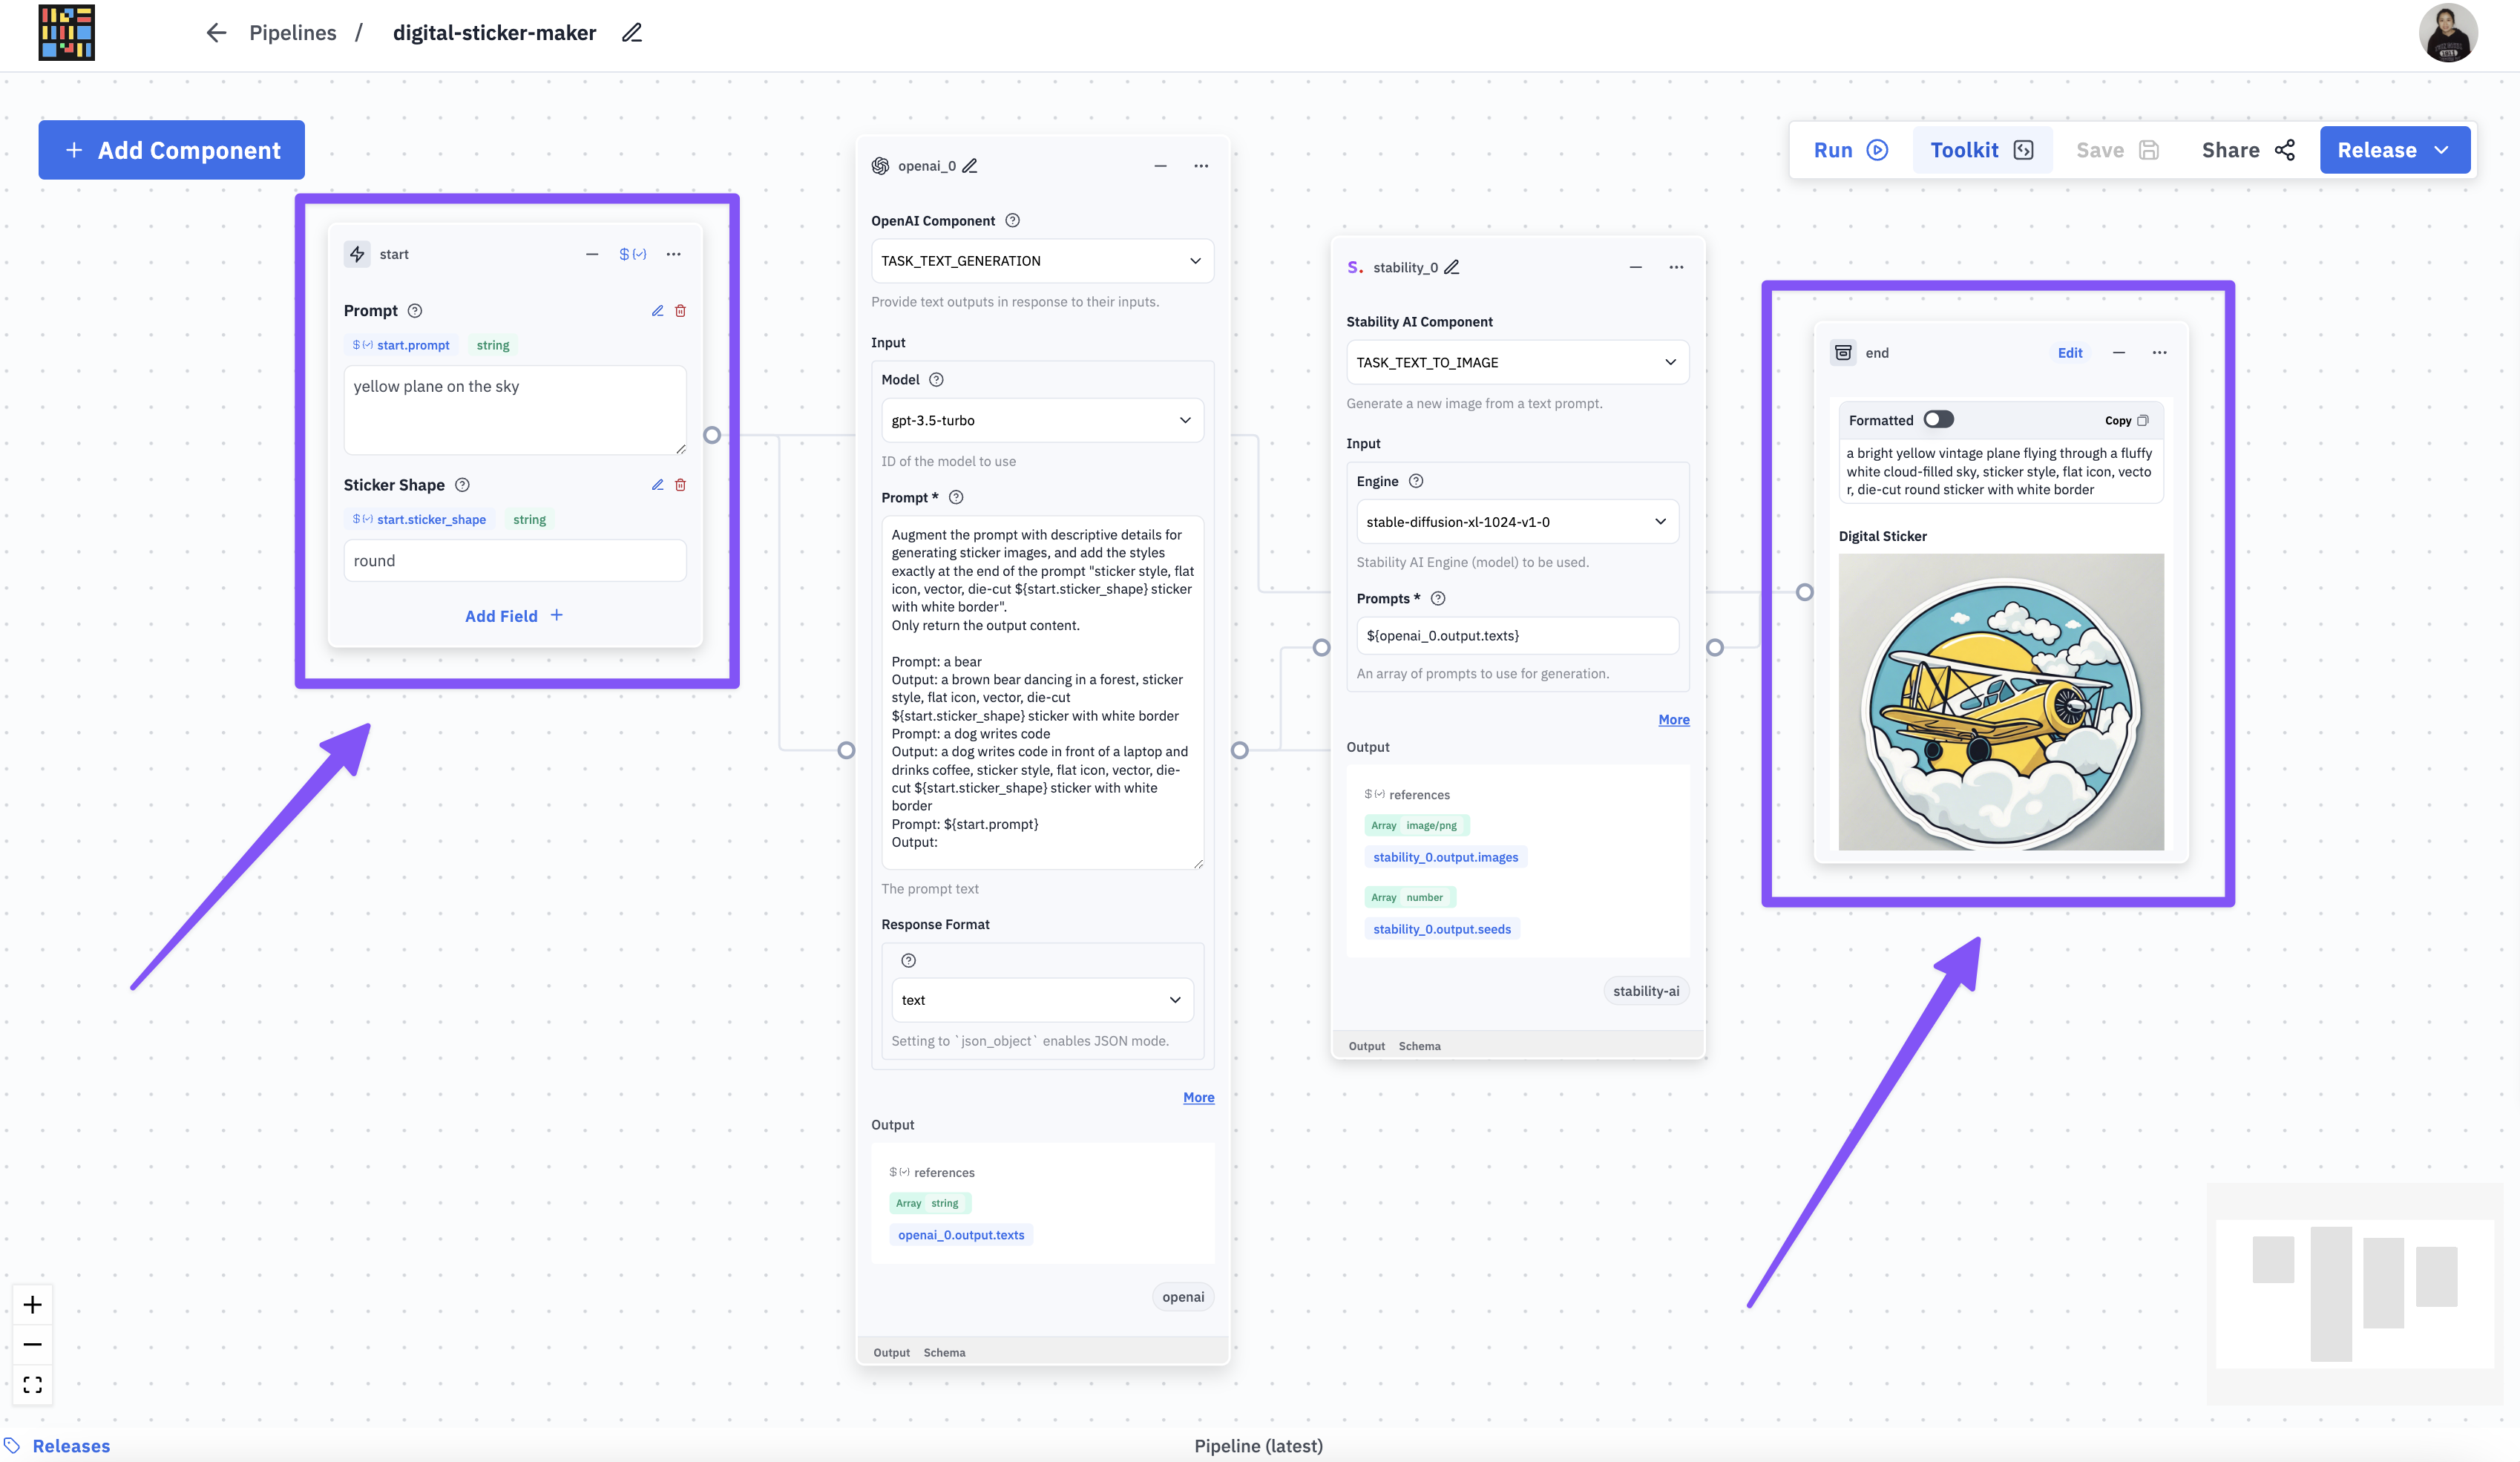 Pipelines / digital-sticker-maker
+ Add Component
Run
Toolkit
Save
Share
Release
start
$
Prompt
$ start.prompt string
yellow plane on the sky
Sticker Shape
$ start.sticker_shape string
round
Add Field +
openai_0
OpenAI Component
TASK_TEXT_GENERATION
Provide text outputs in response to their inputs.
Input
Model
gpt-3.5-turbo
ID of the model to use
Prompt *
Augment the prompt with descriptive details for
generating sticker images, and add the styles
exactly at the end of the prompt "sticker style, flat
icon, vector, die-cut ${start.sticker_shape} sticker
with white border".
Only return the output content.
Prompt: a bear
Output: a brown bear dancing in a forest, sticker
style, flat icon, vector, die-cut
${start.sticker_shape} sticker with white border
Prompt: a dog writes code
Output: a dog writes code in front of a laptop and
drinks coffee, sticker style, flat icon, vector, die-
cut ${start.sticker_shape} sticker with white
border
Prompt: ${start.prompt}
Output:
The prompt text
Response Format
text
Setting to `json_object` enables JSON mode.
More
Output
$ references
Array string
openai_0.output.texts
openai
Output Schema
S. stability_0
Stability AI Component
TASK_TEXT_TO_IMAGE
Generate a new image from a text prompt.
Input
Engine
stable-diffusion-xl-1024-v1-0
Stability AI Engine (model) to be used.
Prompts *
${openai_0.output.texts}
An array of prompts to use for generation.
More
Output
$ references
Array image/png
stability_0.output.images
Array number
stability_0.output.seeds
stability-ai
Output Schema
end
Edit
Formatted
Copy
a bright yellow vintage plane flying through a fluffy
white cloud-filled sky, sticker style, flat icon, vecto
r, die-cut round sticker with white border
Digital Sticker
Releases
Pipeline (latest)